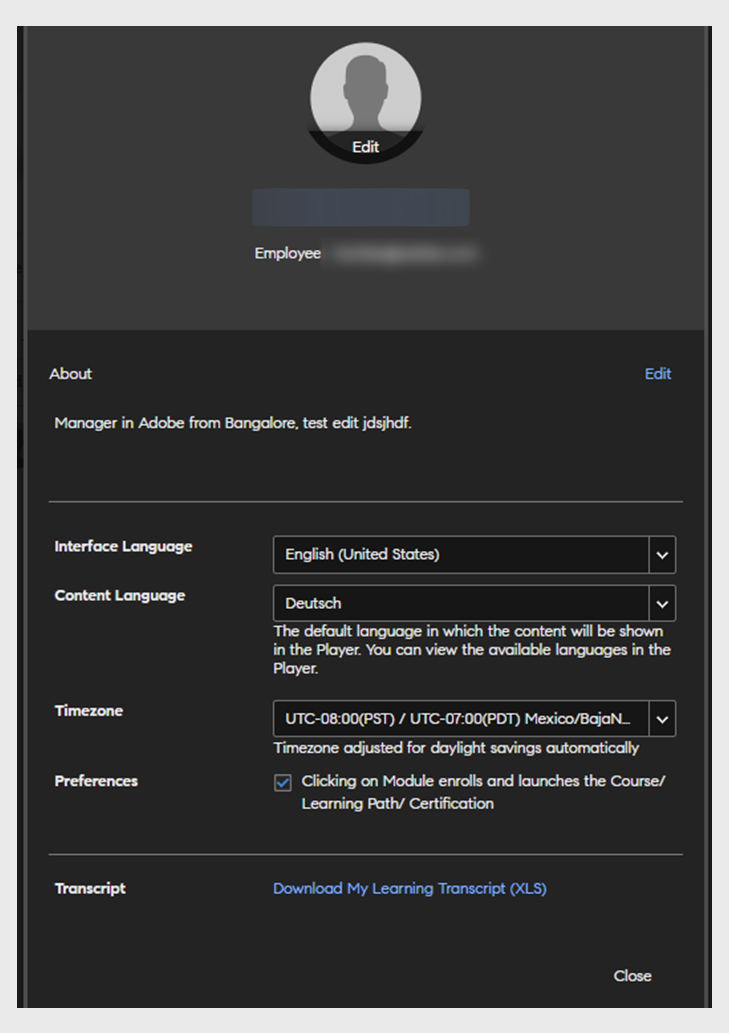 Edit
Employee
About
Edit
Manager in Adobe from Bangalore, test edit jdsjhdf.
Interface Language
English (United States)
Content Language
Deutsch
The default language in which the content will be shown
in the Player. You can view the available languages in the
Player.
Timezone
UTC-08:00(PST) / UTC-07:00(PDT) Mexico/BajaN...
Timezone adjusted for daylight savings automatically
Preferences
Clicking on Module enrolls and launches the Course/
Learning Path/ Certification
Transcript
Download My Learning Transcript (XLS)
Close